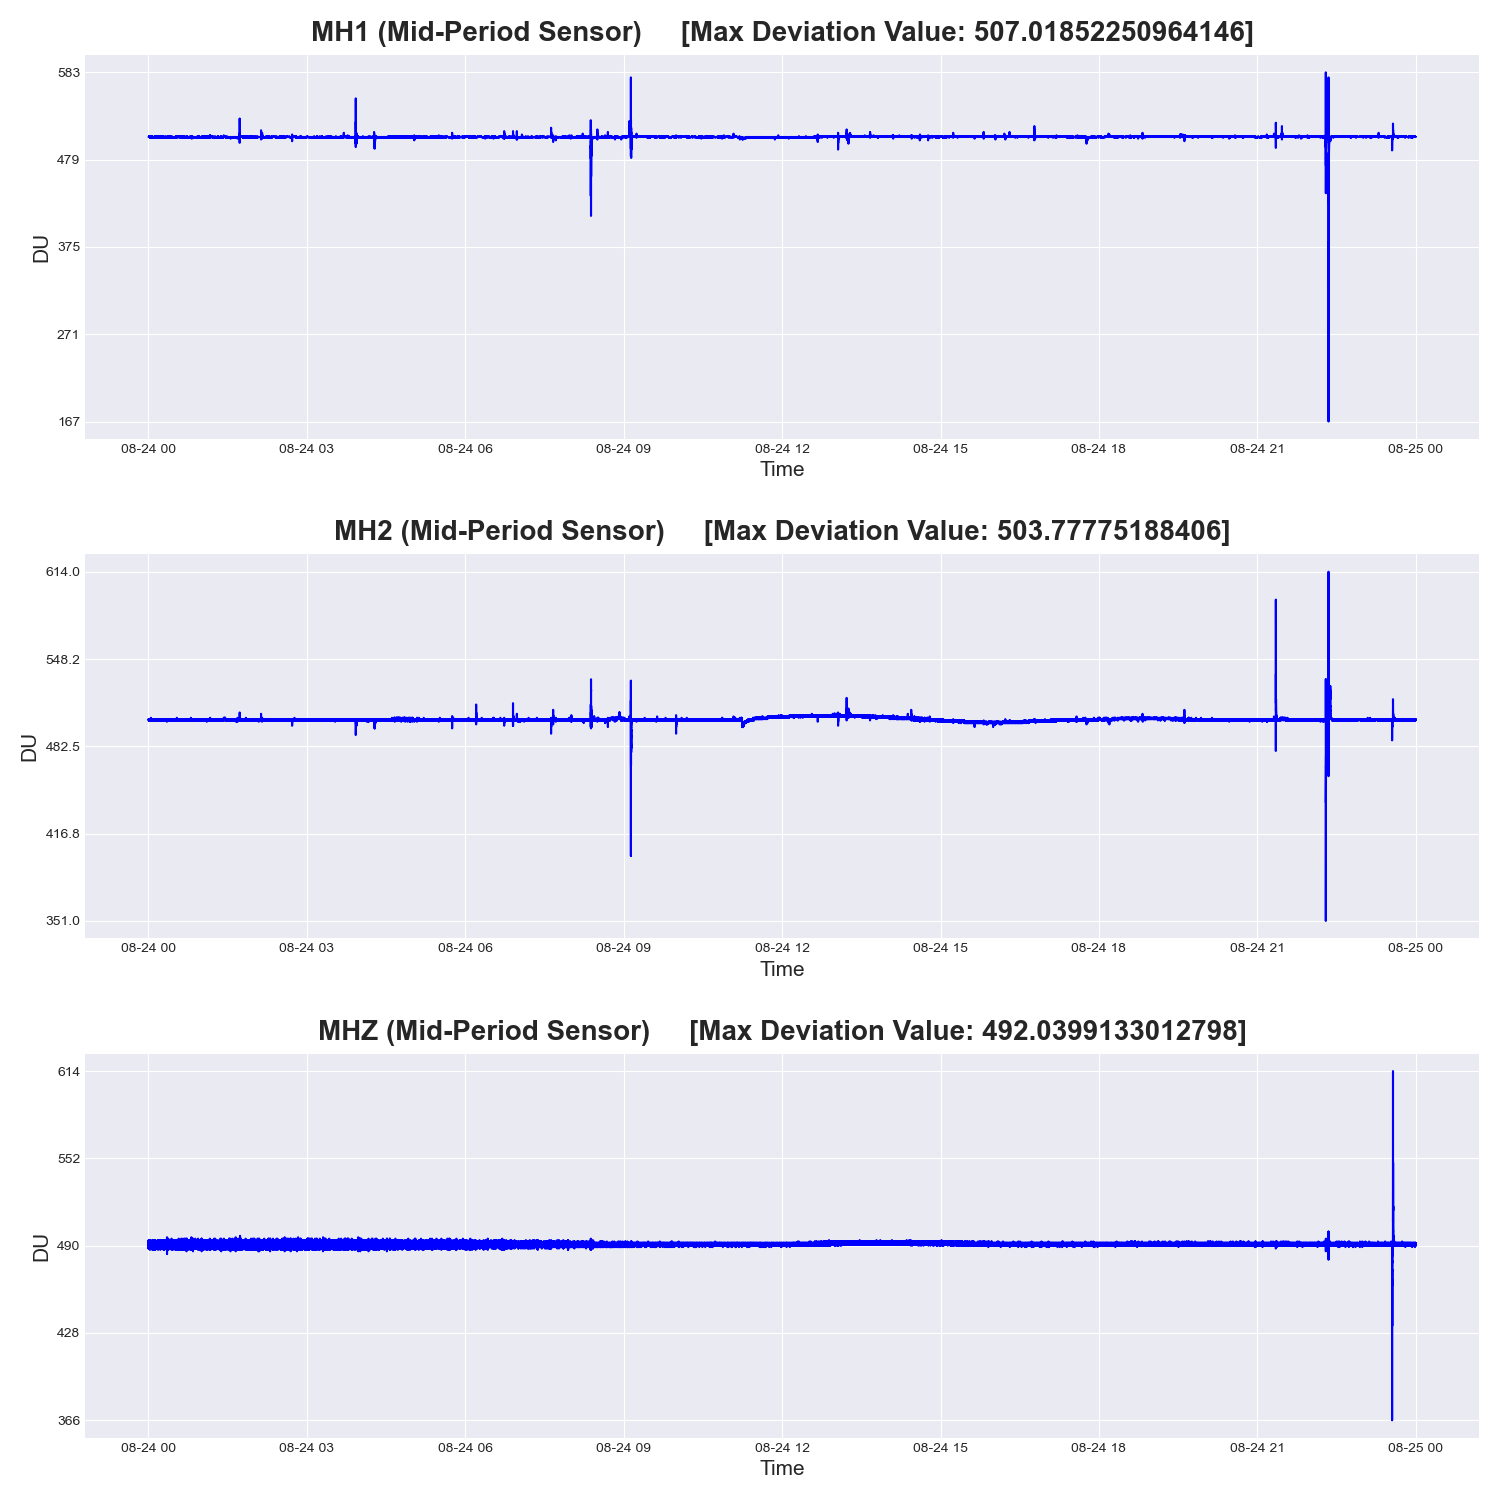 MH1 (Mid-Period Sensor) [Max Deviation Value: 507.01852250964146]
583
479
375
271
167
DU
08-24 00 08-24 03 08-24 06 08-24 09 08-24 12 08-24 15 08-24 18 08-24 21 08-25 00
Time
MH2 (Mid-Period Sensor) [Max Deviation Value: 503.77775188406]
614.0
548.2
482.5
416.8
351.0
DU
08-24 00 08-24 03 08-24 06 08-24 09 08-24 12 08-24 15 08-24 18 08-24 21 08-25 00
Time
MHZ (Mid-Period Sensor) [Max Deviation Value: 492.0399133012798]
614
552
490
428
366
DU
08-24 00 08-24 03 08-24 06 08-24 09 08-24 12 08-24 15 08-24 18 08-24 21 08-25 00
Time